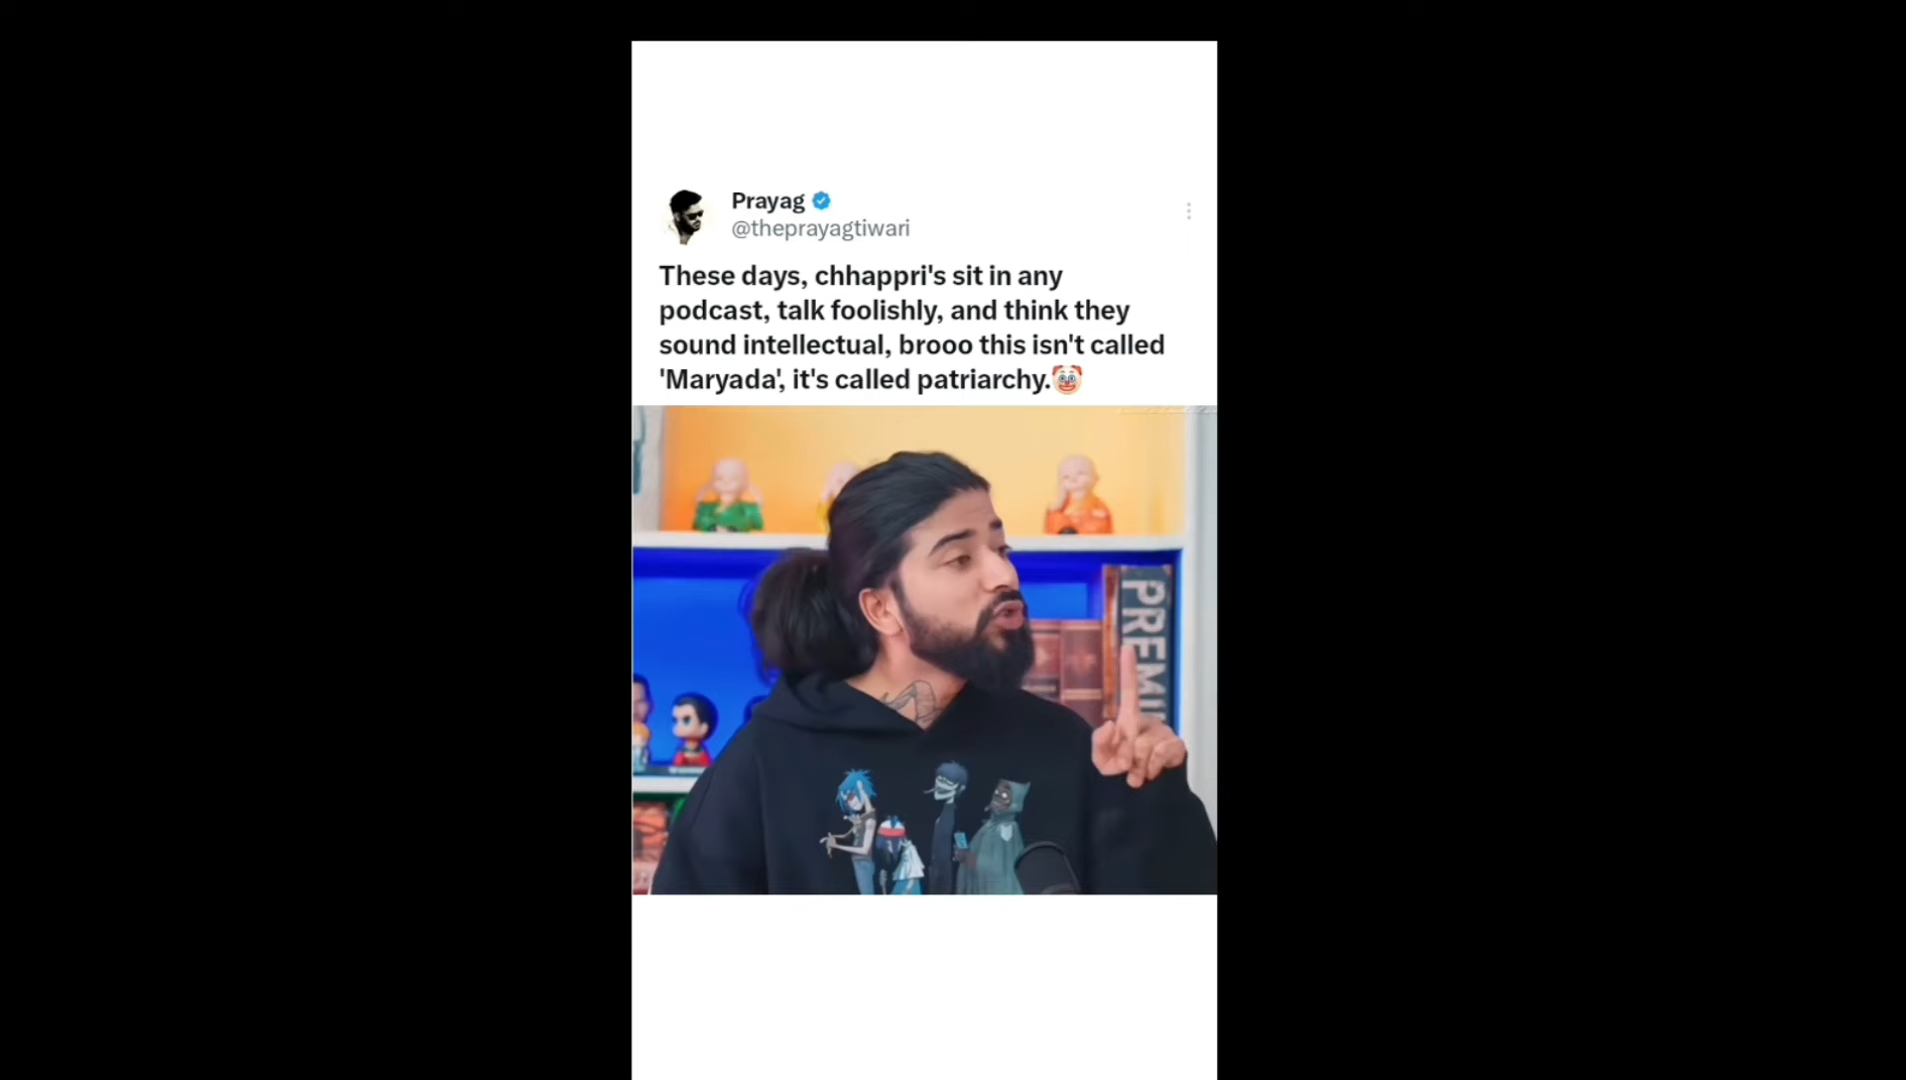 Prayag
@theprayagtiwari
These days, chhappri's sit in any
podcast, talk foolishly, and think they
sound intellectual, brooo this isn't called
'Maryada', it's called patriarchy.🤡